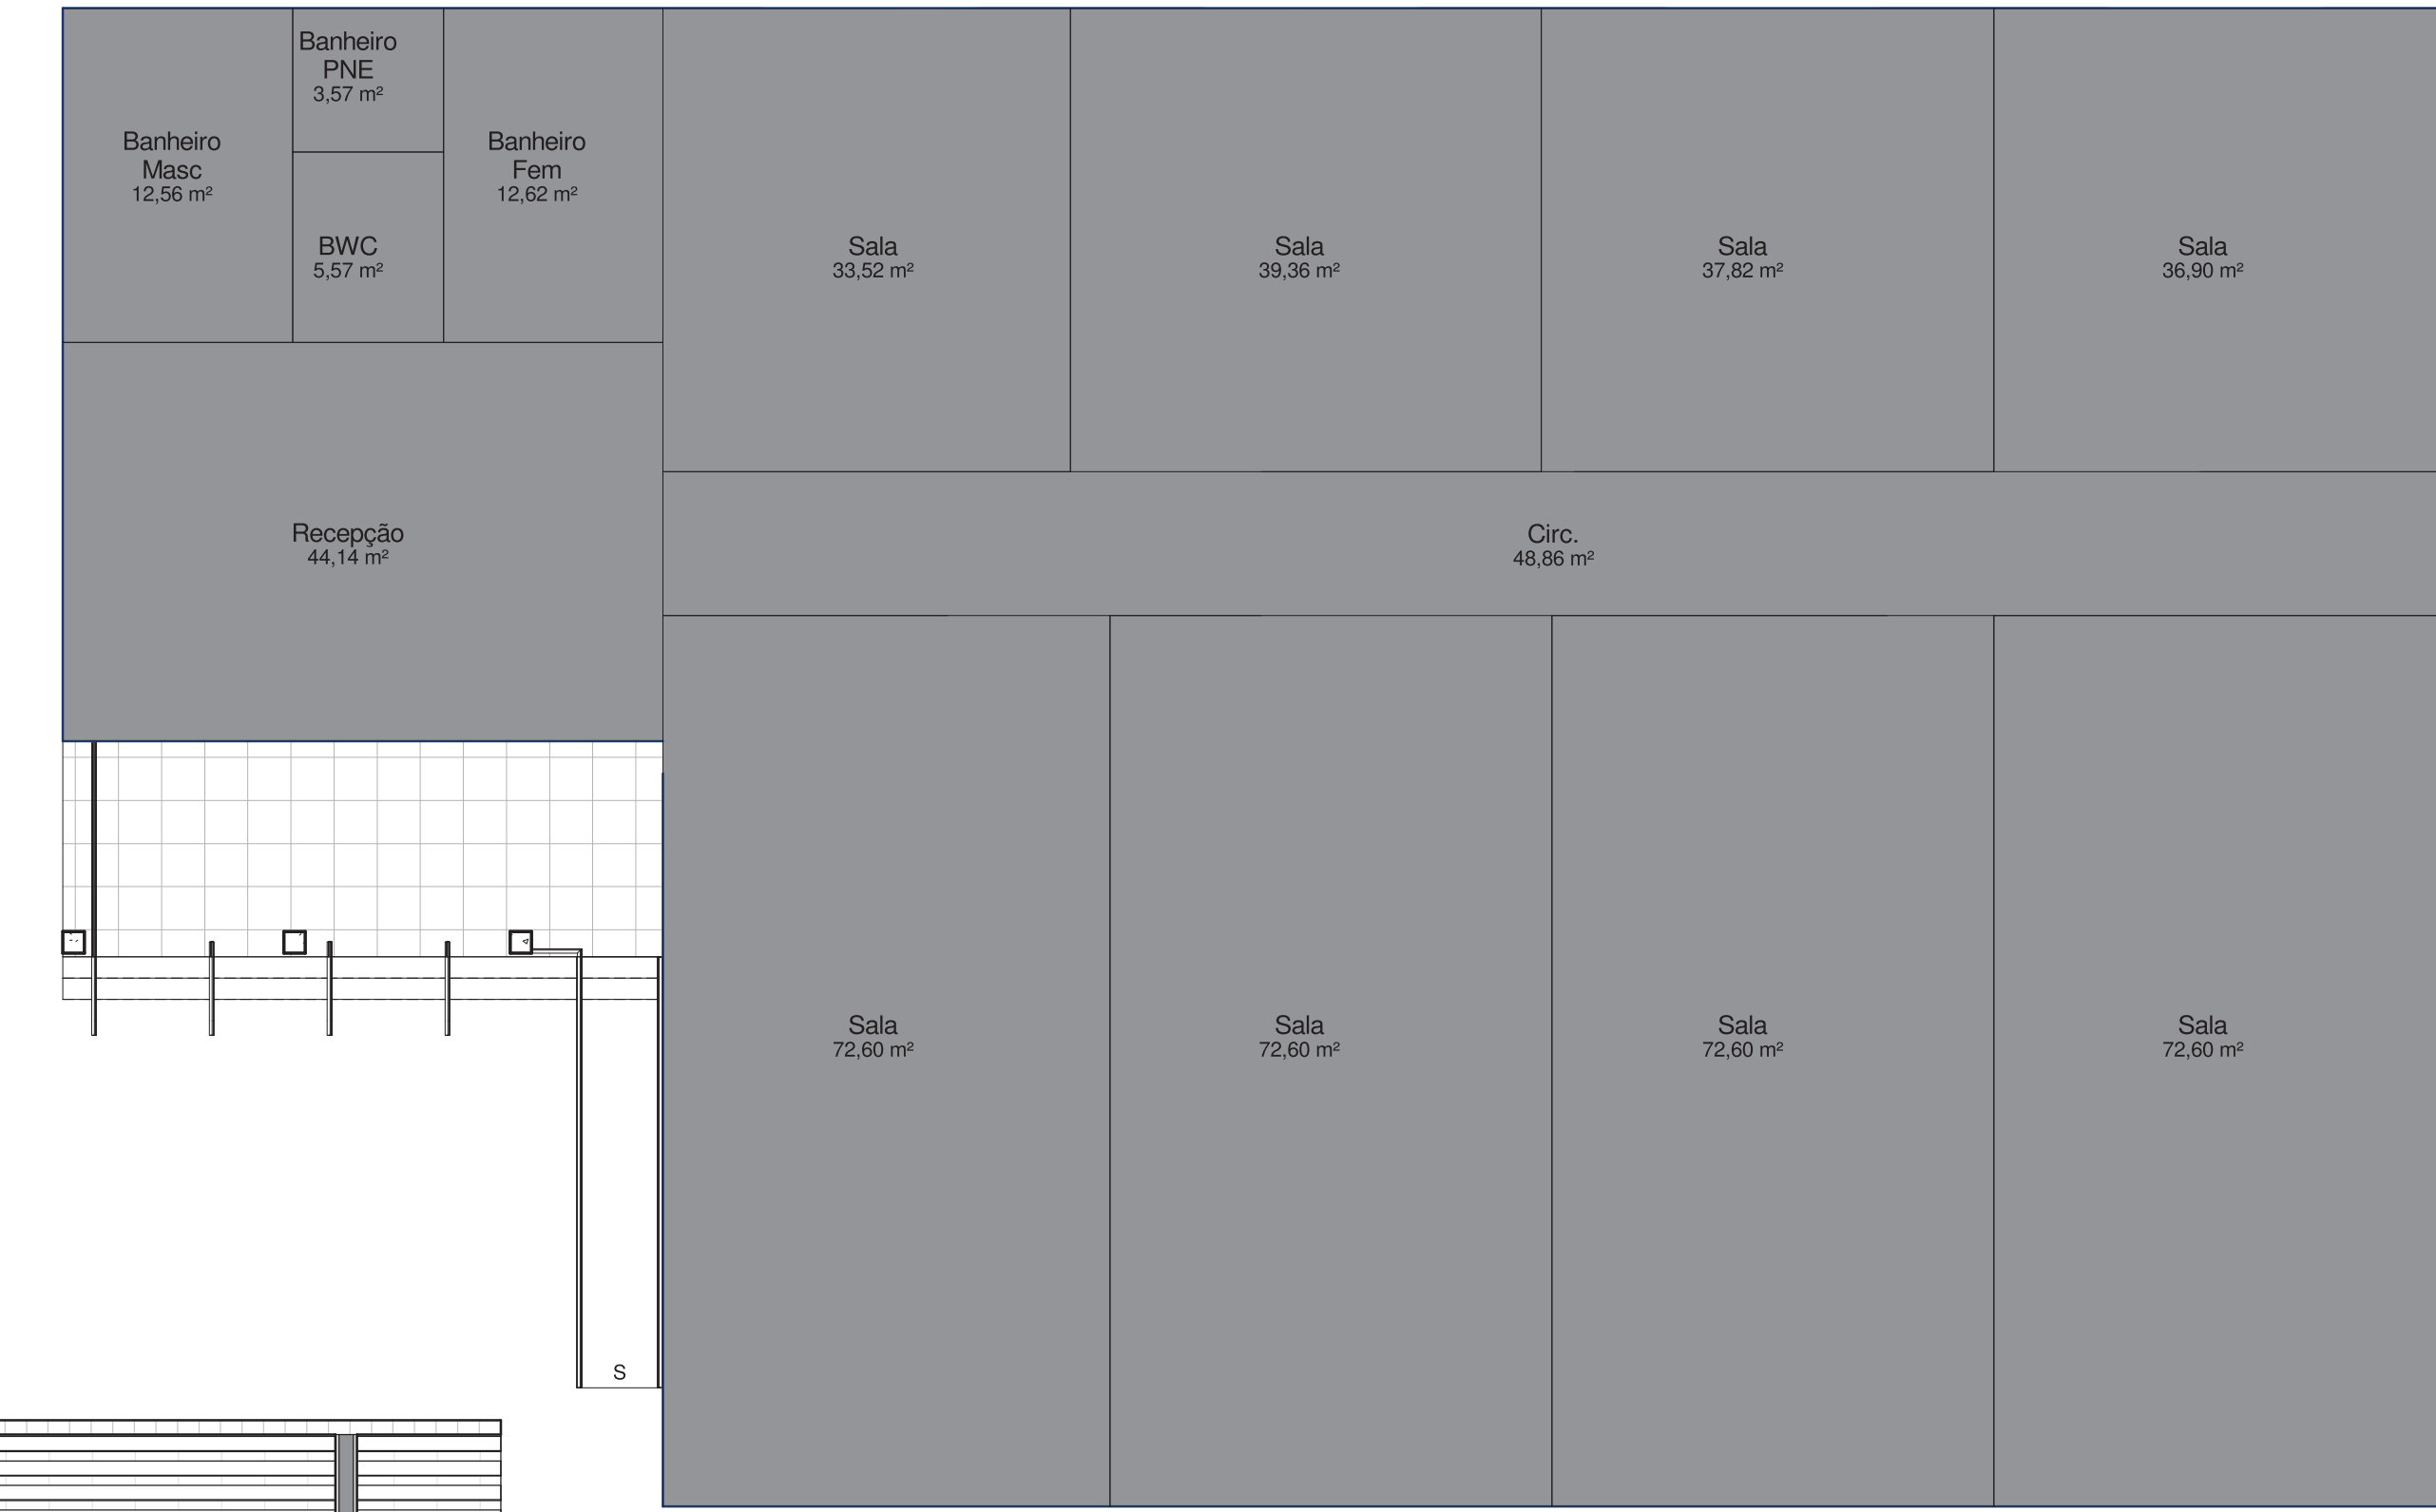 Banheiro
PNE
3,57 m²
Banheiro
Masc
12,56 m²
Banheiro
Fem
12,62 m²
BWC
5,57 m²
Sala
33,52 m²
Sala
39,36 m²
Sala
37,82 m²
Sala
36,90 m²
Recepção
44,14 m²
Circ.
48,86 m²
Sala
72,60 m²
Sala
72,60 m²
Sala
72,60 m²
Sala
72,60 m²
S